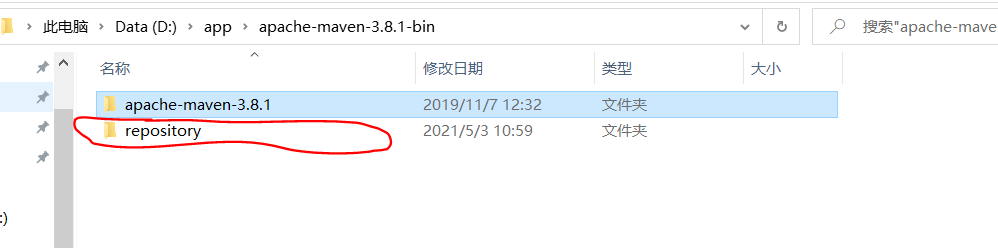 此电脑 > Data (D:) > app > apache-maven-3.8.1-bin
搜索"apache-mave
名称 修改日期 类型 大小
apache-maven-3.8.1 2019/11/7 12:32 文件夹
repository 2021/5/3 10:59 文件夹
:)